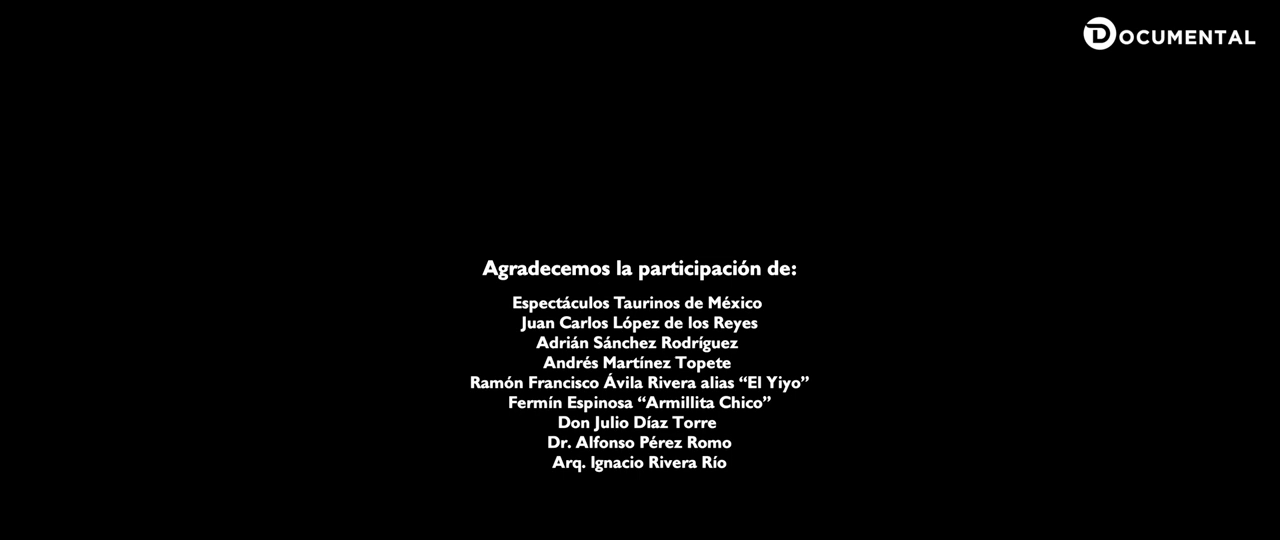 DOCUMENTAL
Agradecemos la participación de:
Espectáculos Taurinos de México
Juan Carlos López de los Reyes
Adrián Sánchez Rodríguez
Andrés Martínez Topete
Ramón Francisco Ávila Rivera alias “El Yiyo”
Fermín Espinosa “Armillita Chico”
Don Julio Díaz Torre
Dr. Alfonso Pérez Romo
Arq. Ignacio Rivera Río